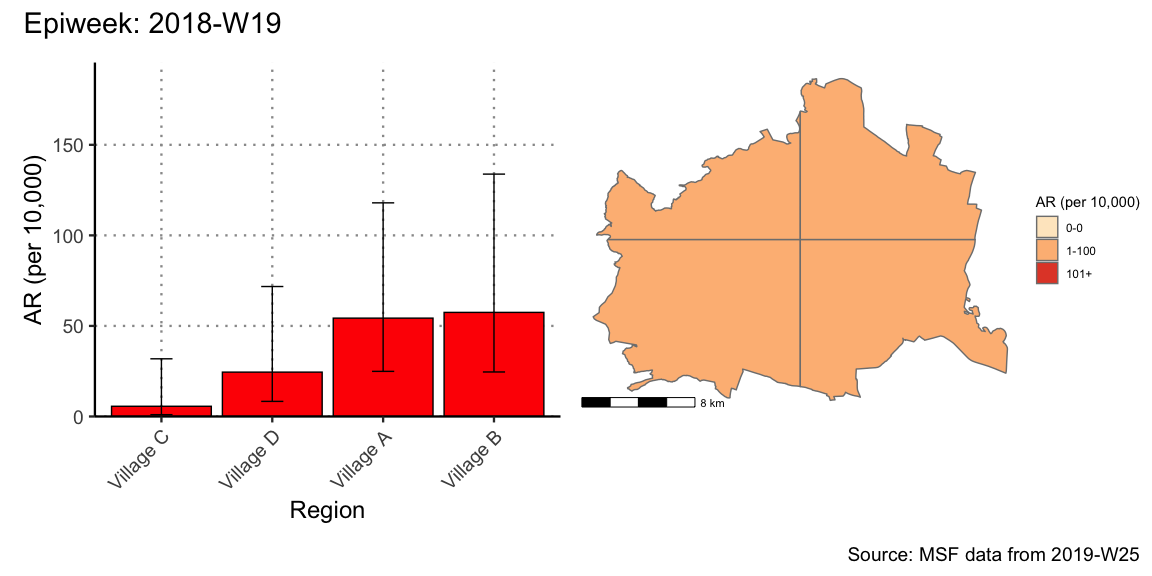 Epiweek: 2018-W19
AR (per 10,000)
150
100
50
0
Village C
Village D
Village A
Village B
Region
8 km
AR (per 10,000)
0-0
1-100
101+
Source: MSF data from 2019-W25